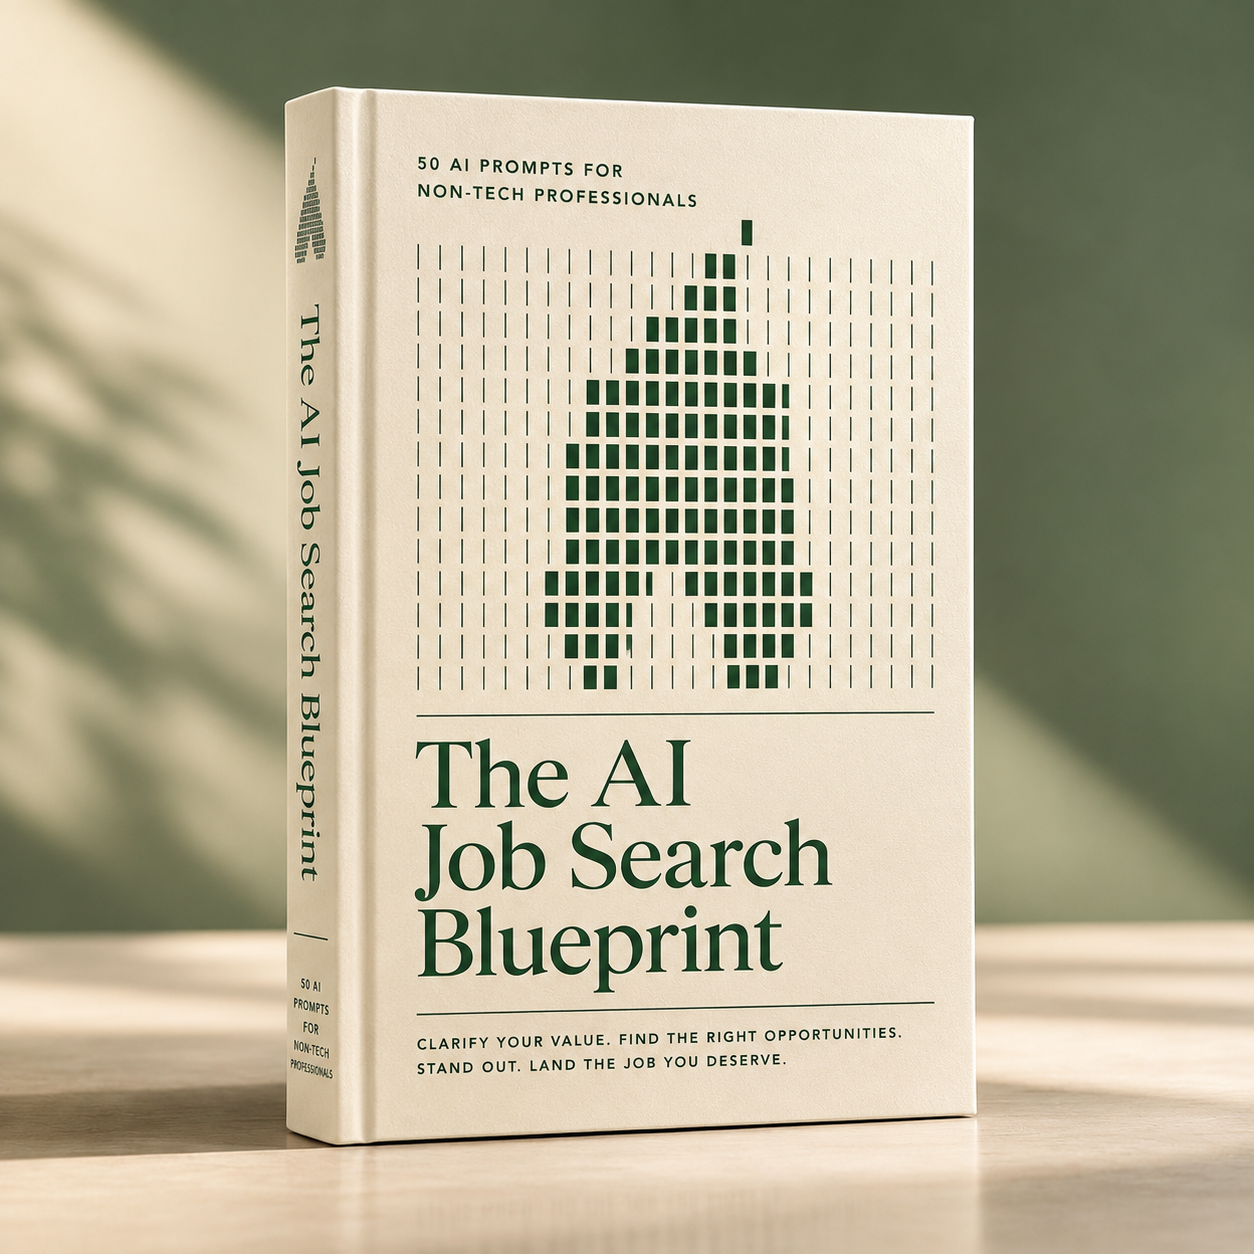 50 AI PROMPTS FOR
NON-TECH PROFESSIONALS
The AI
Job Search
Blueprint
CLARIFY YOUR VALUE. FIND THE RIGHT OPPORTUNITIES.
STAND OUT. LAND THE JOB YOU DESERVE.
The AI Job Search Blueprint
50 AI
PROMPTS
FOR
NON-TECH
PROFESSIONALS